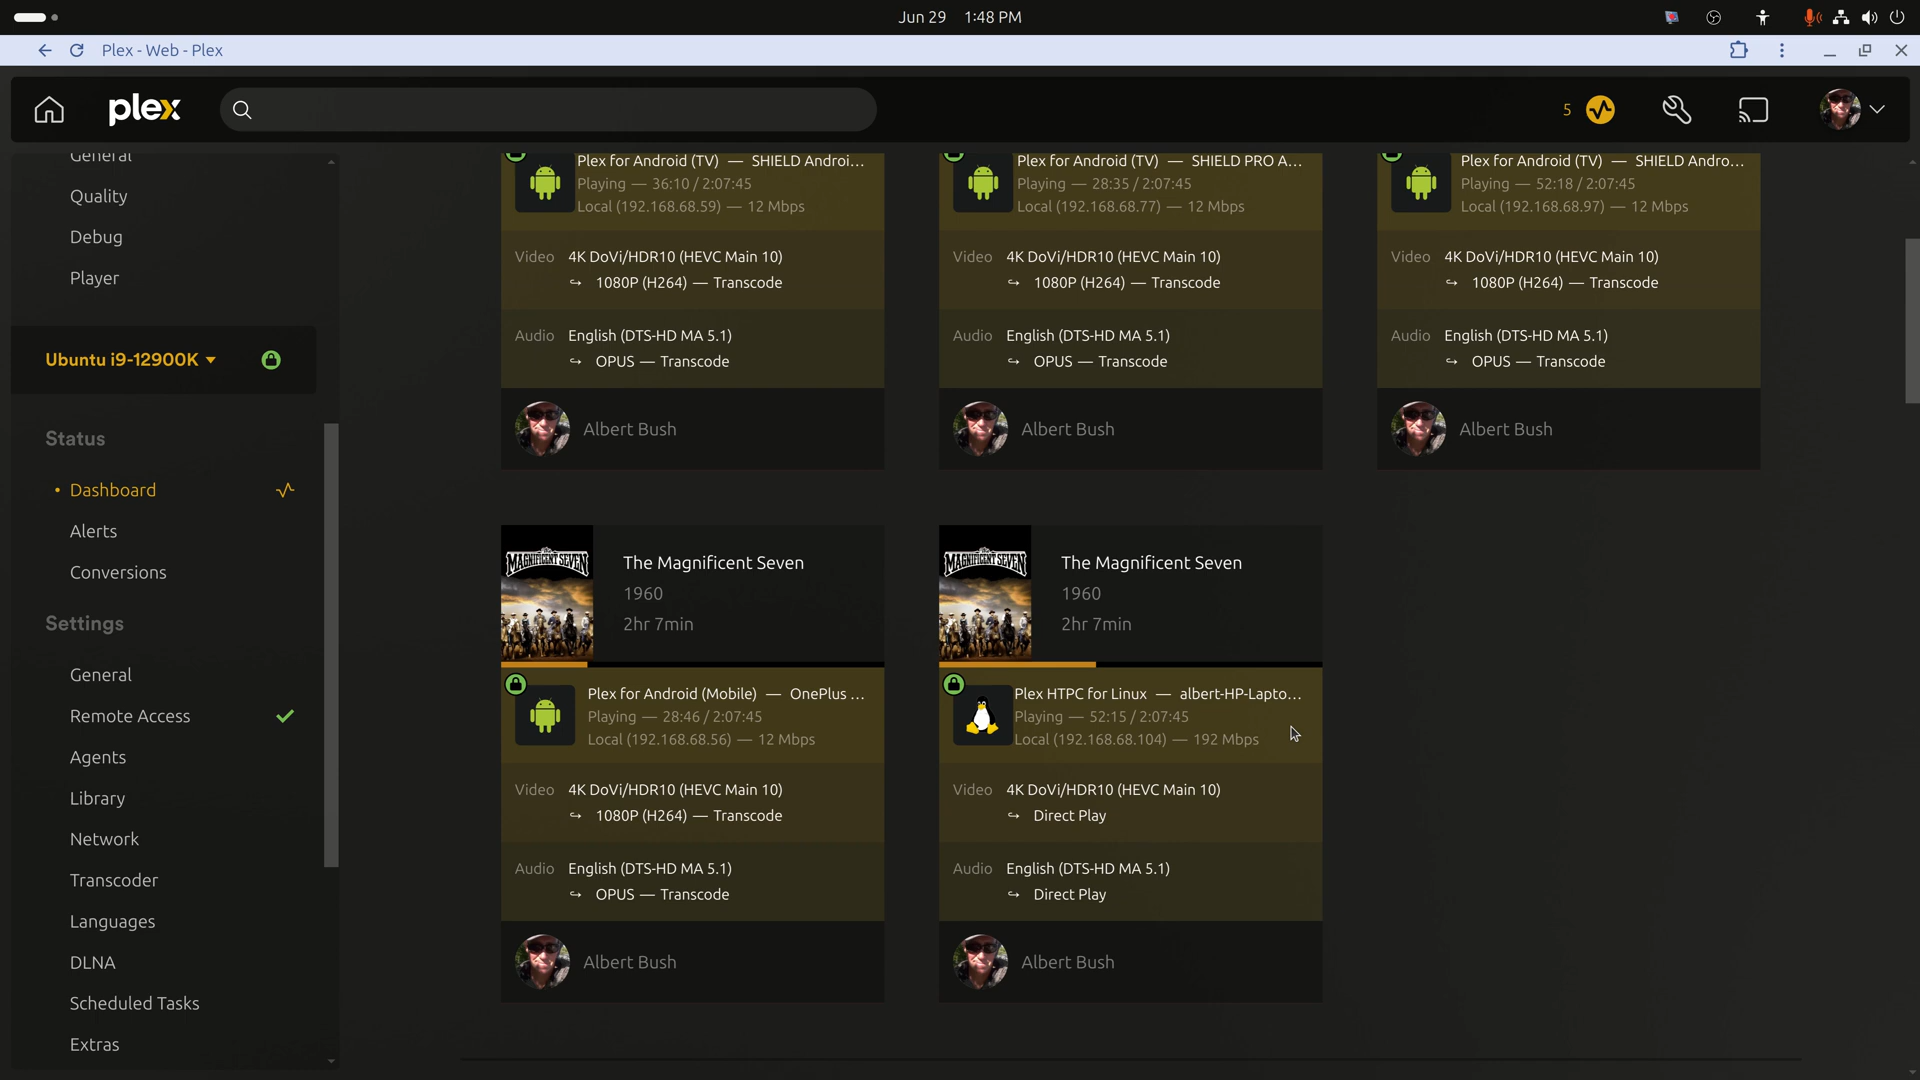 Jun 29 1:48 PM
Plex - Web - Plex
plex
5
General
Quality
Debug
Player
Ubuntu i9-12900K
Status
Dashboard
Alerts
Conversions
Settings
General
Remote Access
Agents
Library
Network
Transcoder
Languages
DLNA
Scheduled Tasks
Extras
Plex for Android (TV) — SHIELD Androi...
Playing — 36:10 / 2:07:45
Local (192.168.68.59) — 12 Mbps
Video 4K DoVi/HDR10 (HEVC Main 10)
1080P (H264) — Transcode
Audio English (DTS-HD MA 5.1)
OPUS — Transcode
Albert Bush
Plex for Android (TV) — SHIELD PRO A...
Playing — 28:35 / 2:07:45
Local (192.168.68.77) — 12 Mbps
Video 4K DoVi/HDR10 (HEVC Main 10)
1080P (H264) — Transcode
Audio English (DTS-HD MA 5.1)
OPUS — Transcode
Albert Bush
Plex for Android (TV) — SHIELD Andro...
Playing — 52:18 / 2:07:45
Local (192.168.68.97) — 12 Mbps
Video 4K DoVi/HDR10 (HEVC Main 10)
1080P (H264) — Transcode
Audio English (DTS-HD MA 5.1)
OPUS — Transcode
Albert Bush
THE
MAGNIFICENT SEVEN
The Magnificent Seven
1960
2hr 7min
Plex for Android (Mobile) — OnePlus ...
Playing — 28:46 / 2:07:45
Local (192.168.68.56) — 12 Mbps
Video 4K DoVi/HDR10 (HEVC Main 10)
1080P (H264) — Transcode
Audio English (DTS-HD MA 5.1)
OPUS — Transcode
Albert Bush
THE
MAGNIFICENT SEVEN
The Magnificent Seven
1960
2hr 7min
Plex HTPC for Linux — albert-HP-Lapto...
Playing — 52:15 / 2:07:45
Local (192.168.68.104) — 192 Mbps
Video 4K DoVi/HDR10 (HEVC Main 10)
Direct Play
Audio English (DTS-HD MA 5.1)
Direct Play
Albert Bush